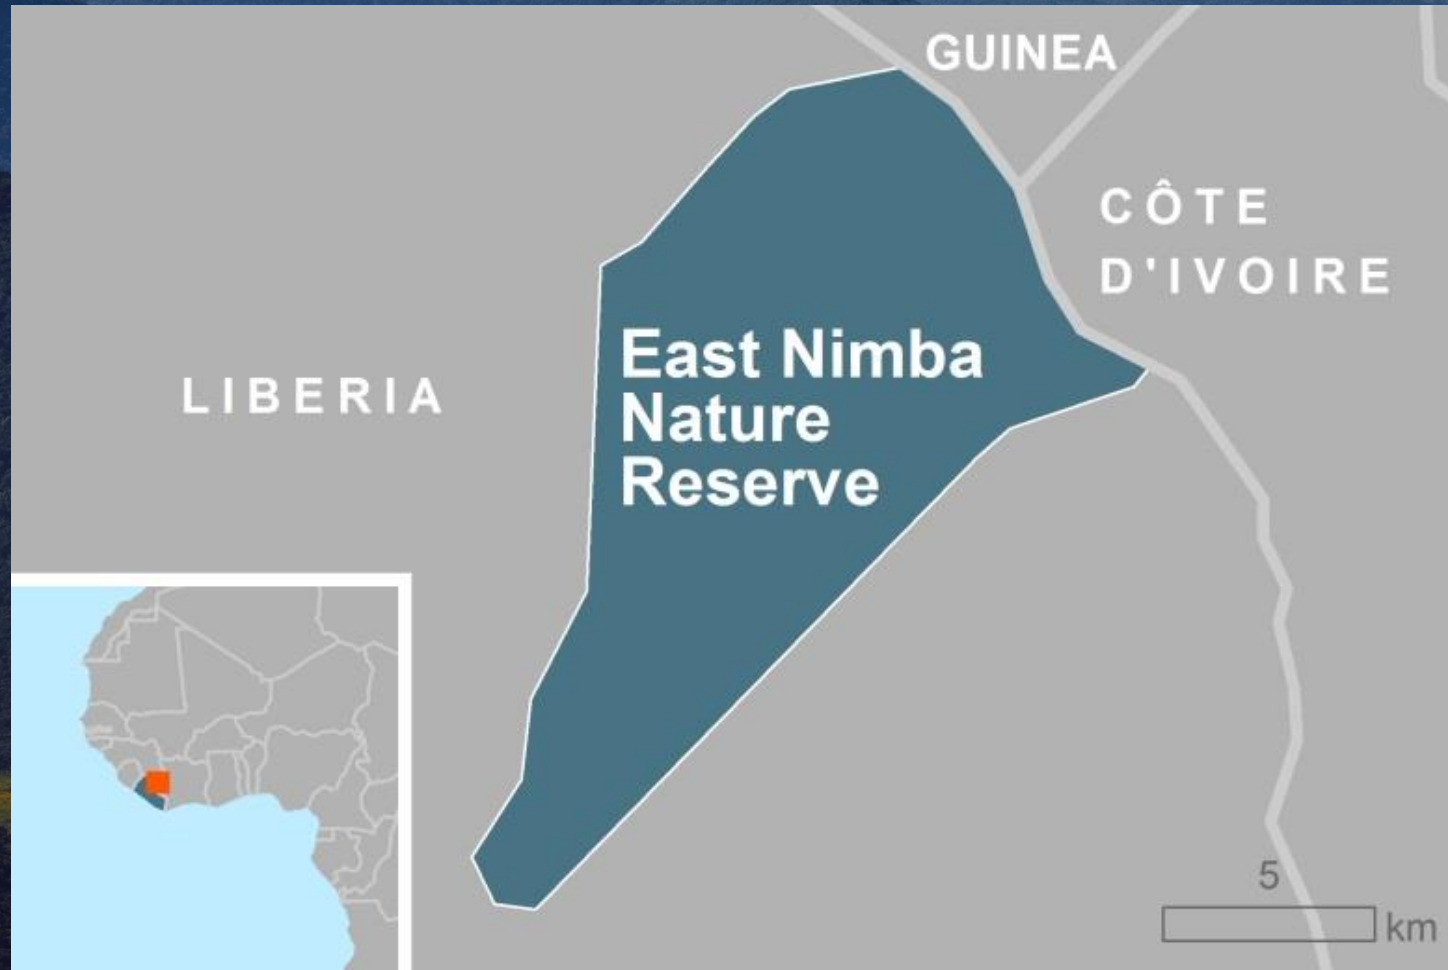 GUINEA
CÔTE
D'IVOIRE
East Nimba
Nature
Reserve
LIBERIA
5
km